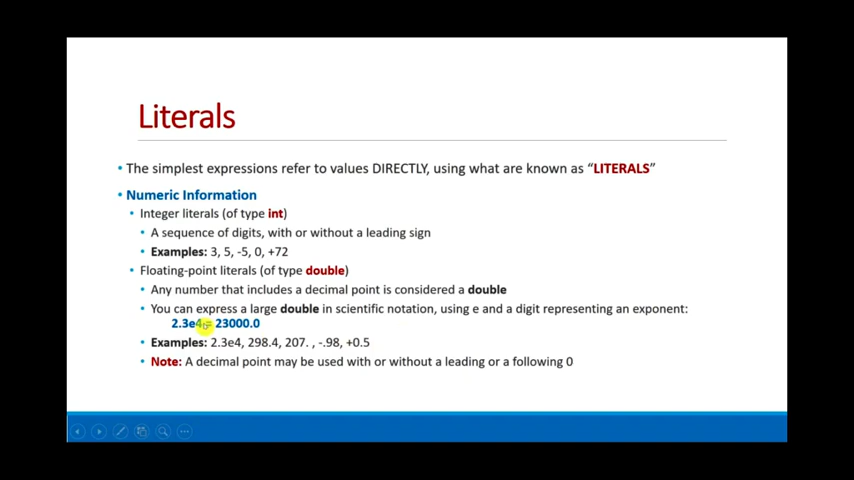 Literals
• The simplest expressions refer to values DIRECTLY, using what are known as “LITERALS”
• Numeric Information
• Integer literals (of type int)
• A sequence of digits, with or without a leading sign
• Examples: 3, 5, -5, 0, +72
• Floating-point literals (of type double)
• Any number that includes a decimal point is considered a double
• You can express a large double in scientific notation, using e and a digit representing an exponent:
2.3e4 = 23000.0
• Examples: 2.3e4, 298.4, 207. , -.98, +0.5
• Note: A decimal point may be used with or without a leading or a following 0